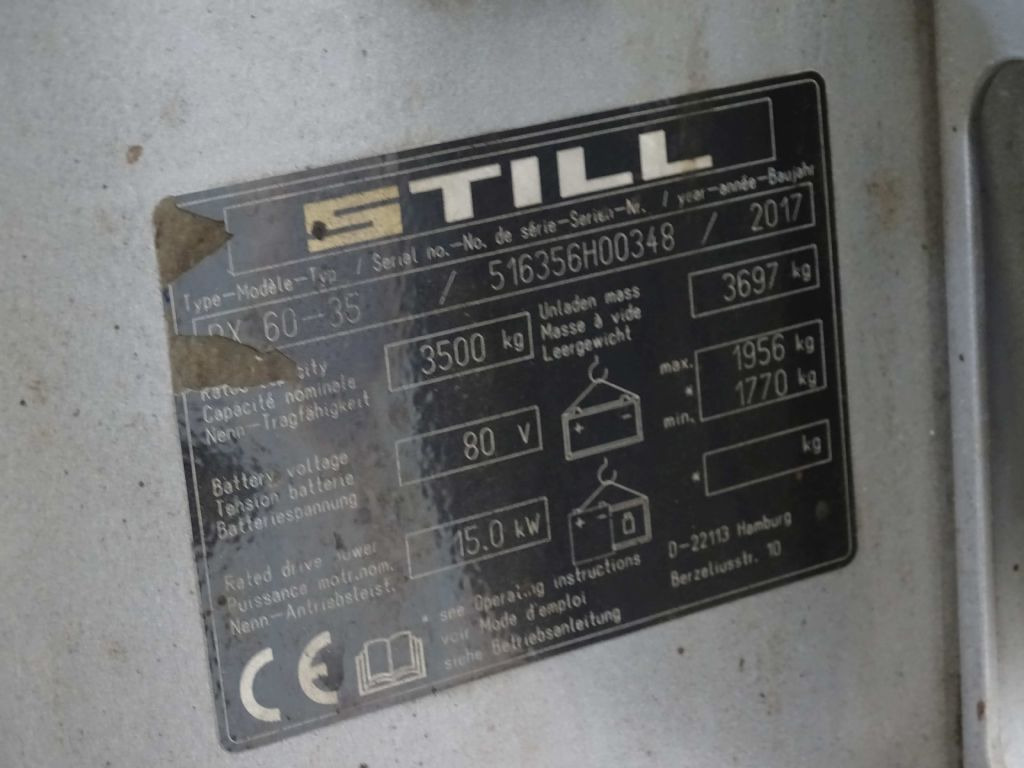 STILL
Type-Modèle-Typ / Serial no.-No. de série-Serien-Nr. / year-année-Baujahr
RX 60-35 / 516356H00348 / 2017
Rated capacity
Capacité nominale
Nenn-Tragfähigkeit
3500 kg
Unladen mass
Masse à vide
Leergewicht
3697 kg
Battery voltage
Tension batterie
Batteriespannung
80 V
max. 1956 kg
* 1770 kg
min.
* kg
Rated drive power
Puissance motr.nom.
Nenn-Antriebsleist.
15.0 kW
* see Operating instructions
voir Mode d'emploi
siehe Betriebsanleitung
D-22113 Hamburg
Berzeliusstr. 10
CE